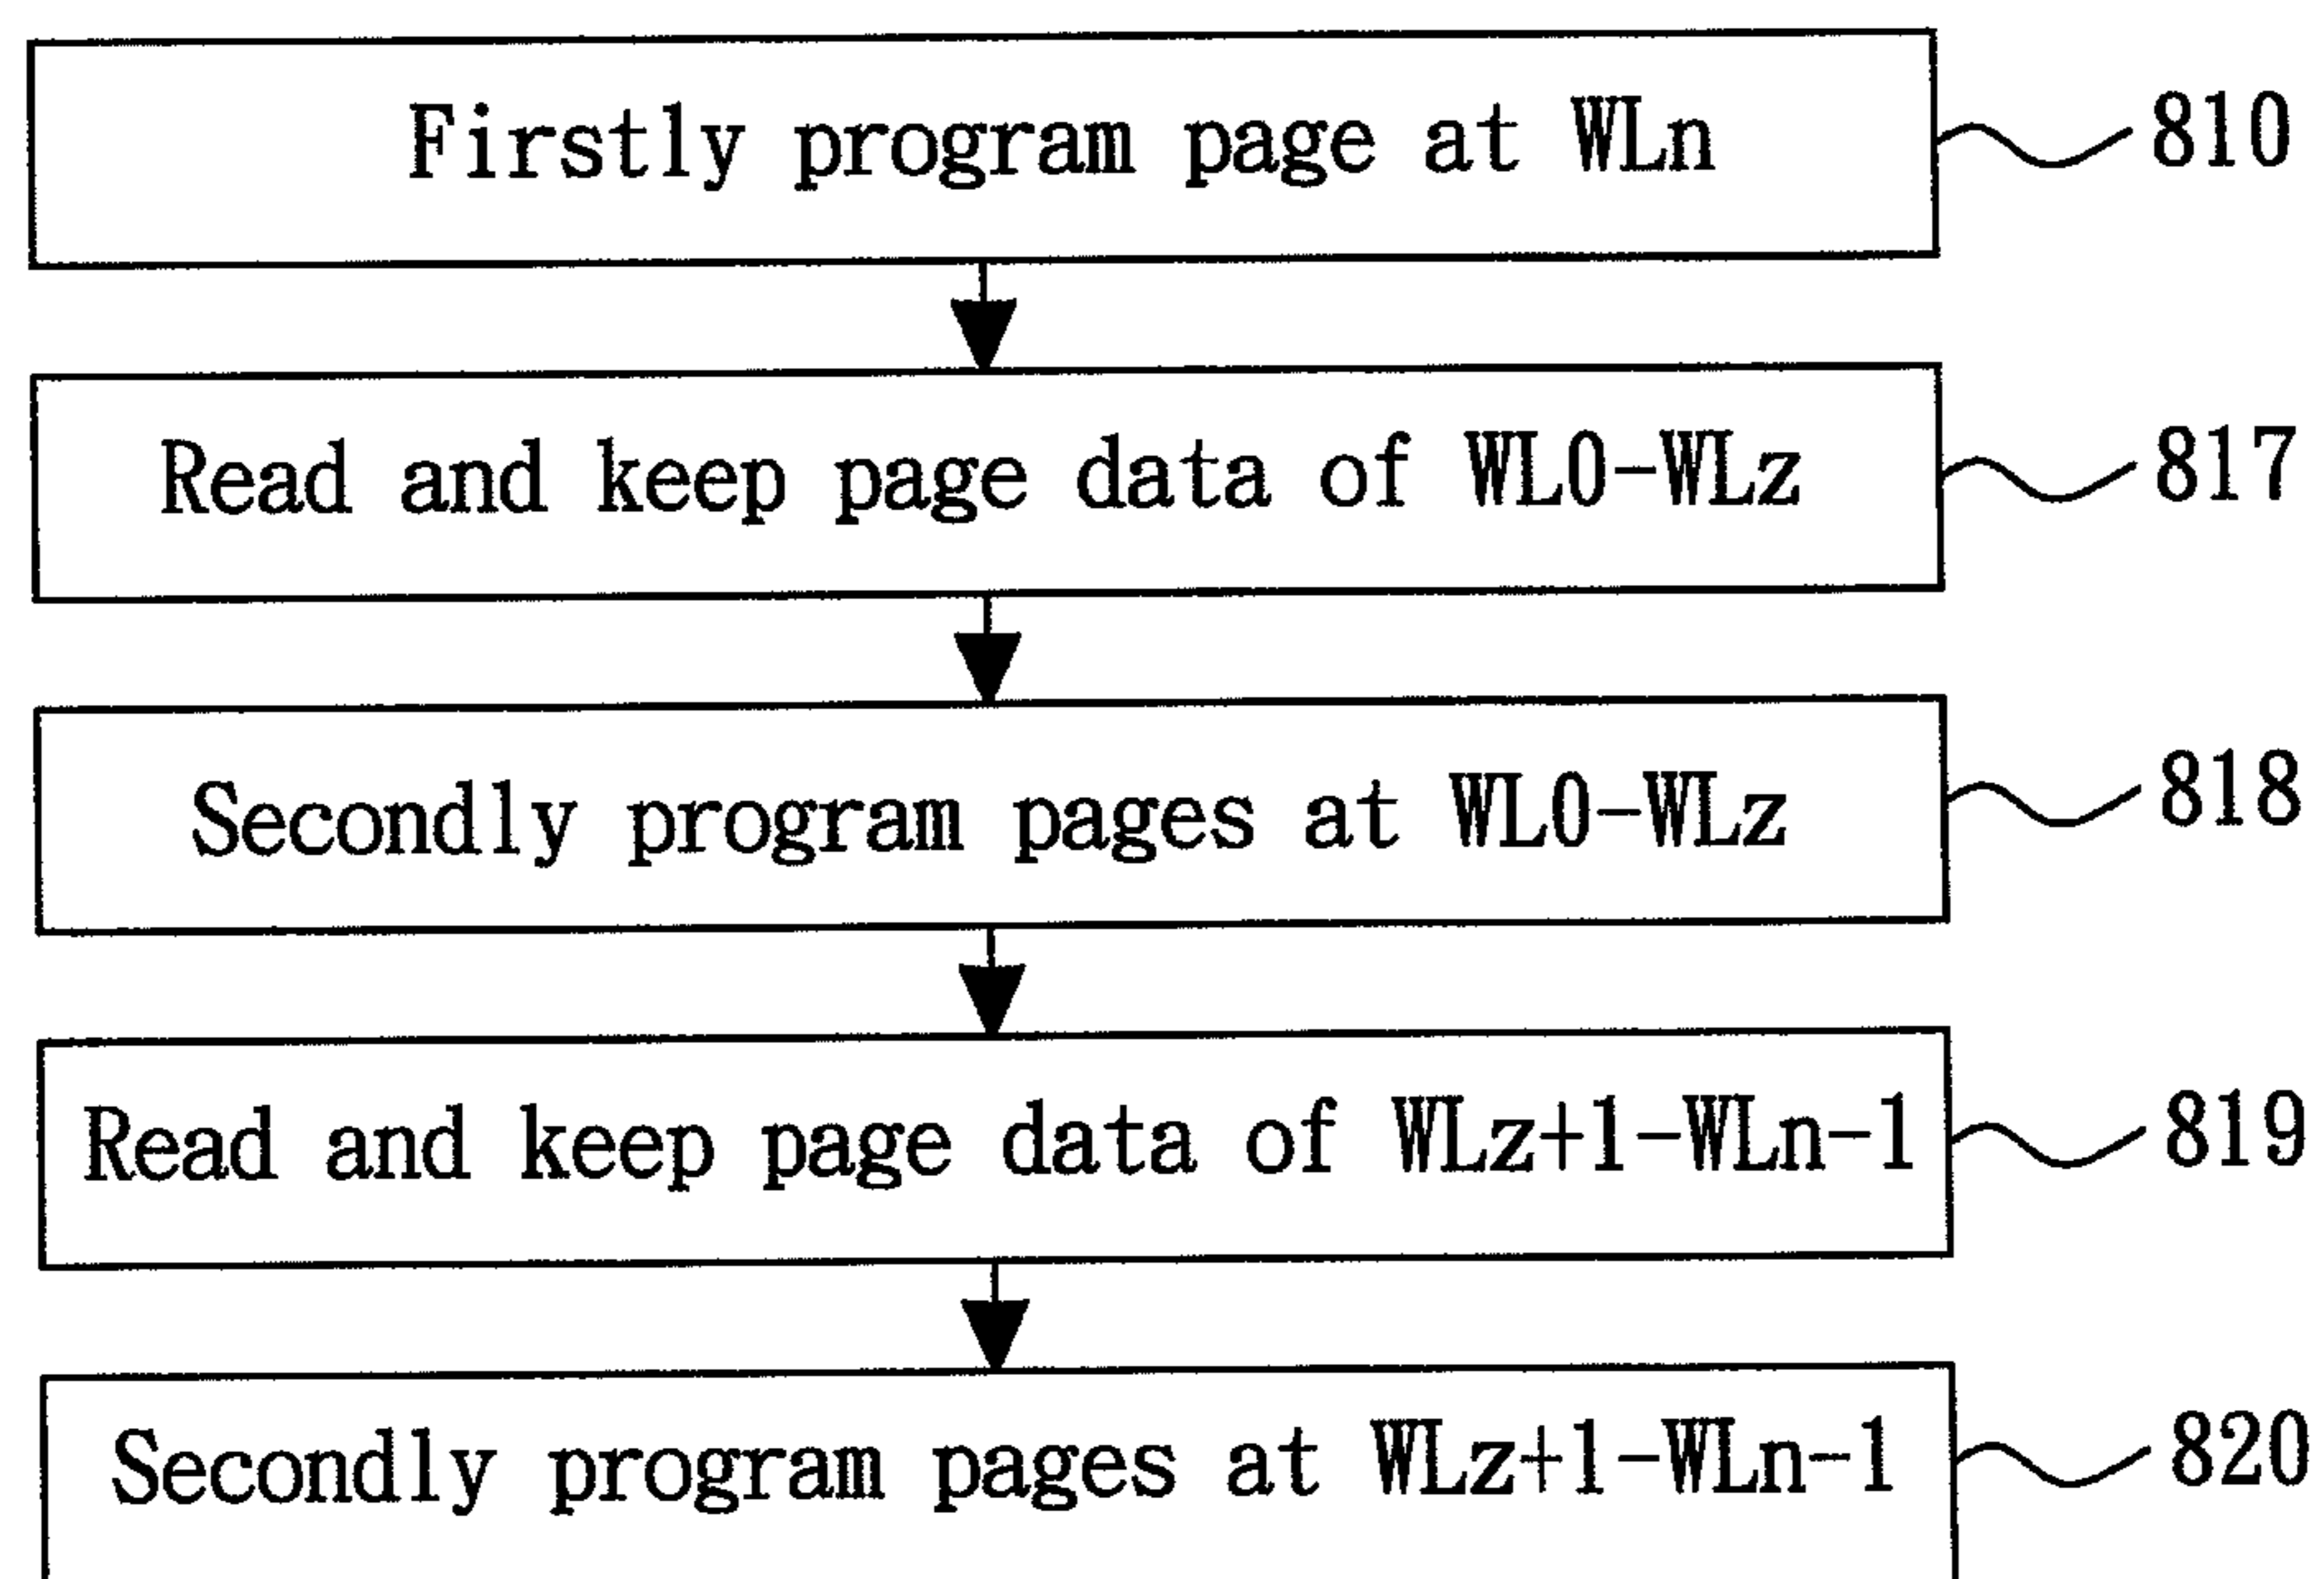 Firstly program page at WLn 810
Read and keep page data of WL0-WLz 817
Secondly program pages at WL0-WLz 818
Read and keep page data of WLz+1-WLn-1 819
Secondly program pages at WLz+1-WLn-1 820